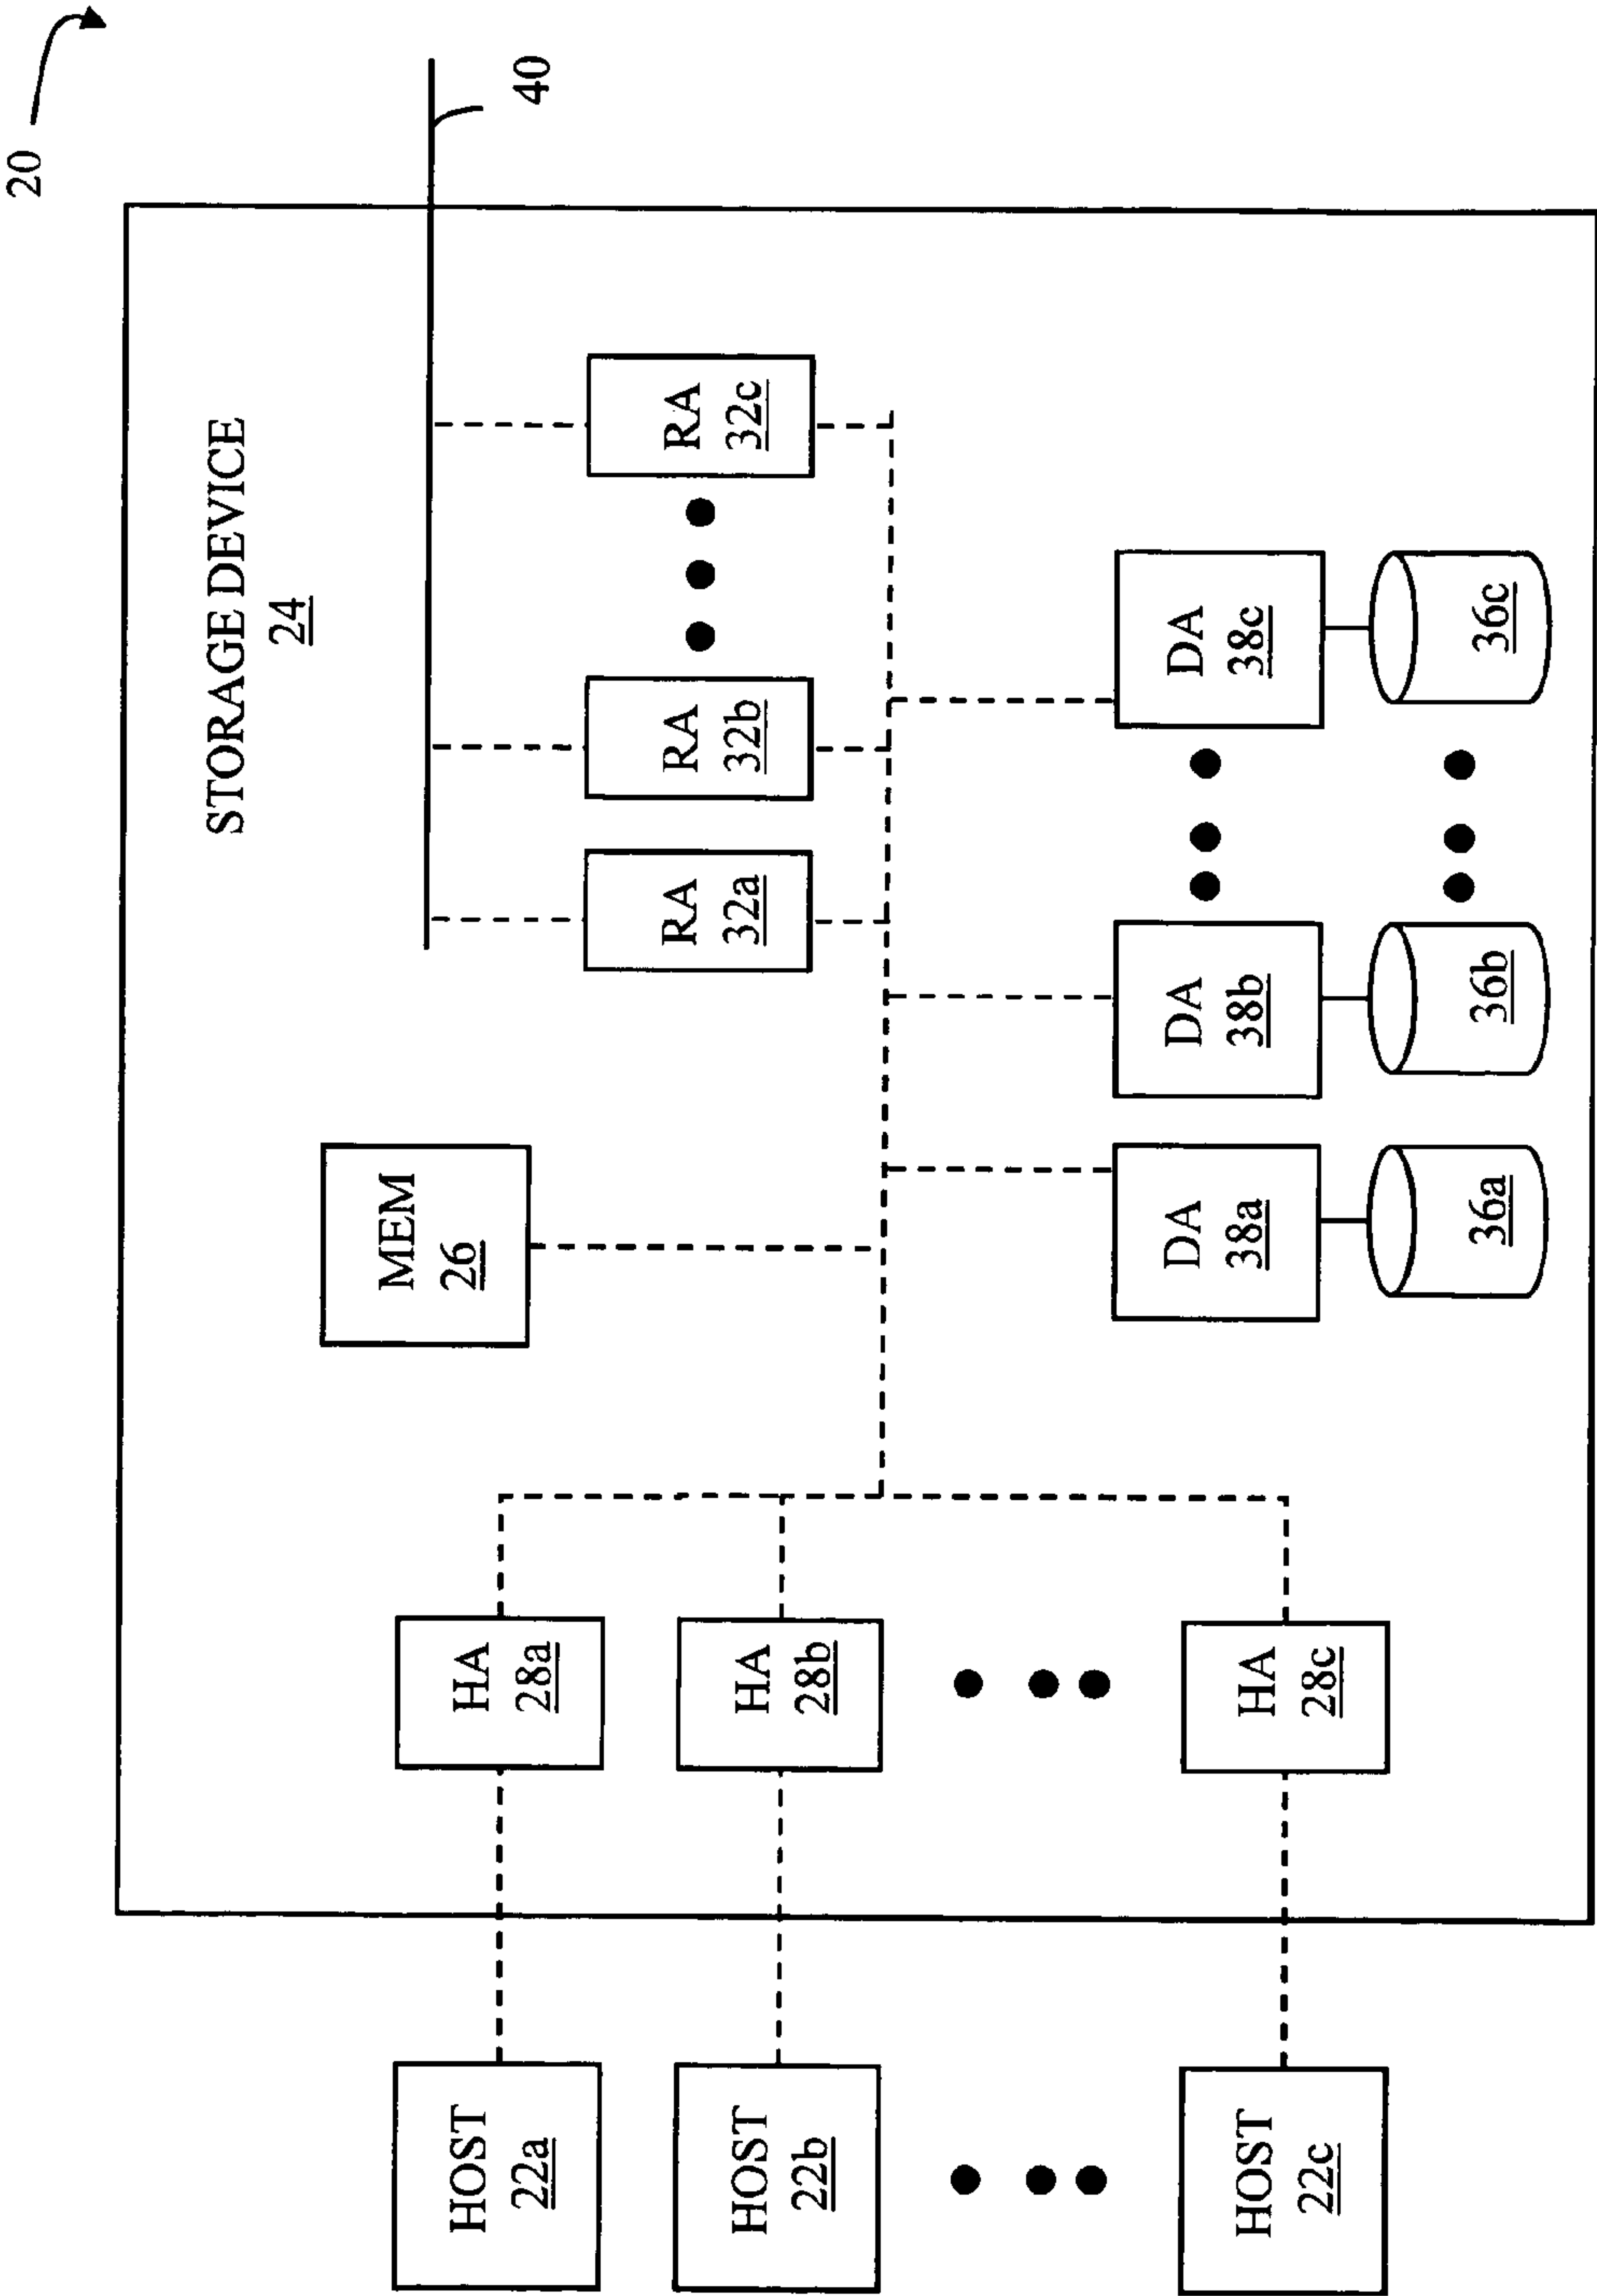 20
STORAGE DEVICE
24
40
MEM
26
RA
32a
RA
32b
RA
32c
HOST
22a
HA
28a
HOST
22b
HA
28b
HOST
22c
HA
28c
DA
38a
DA
38b
DA
38c
36a
36b
36c